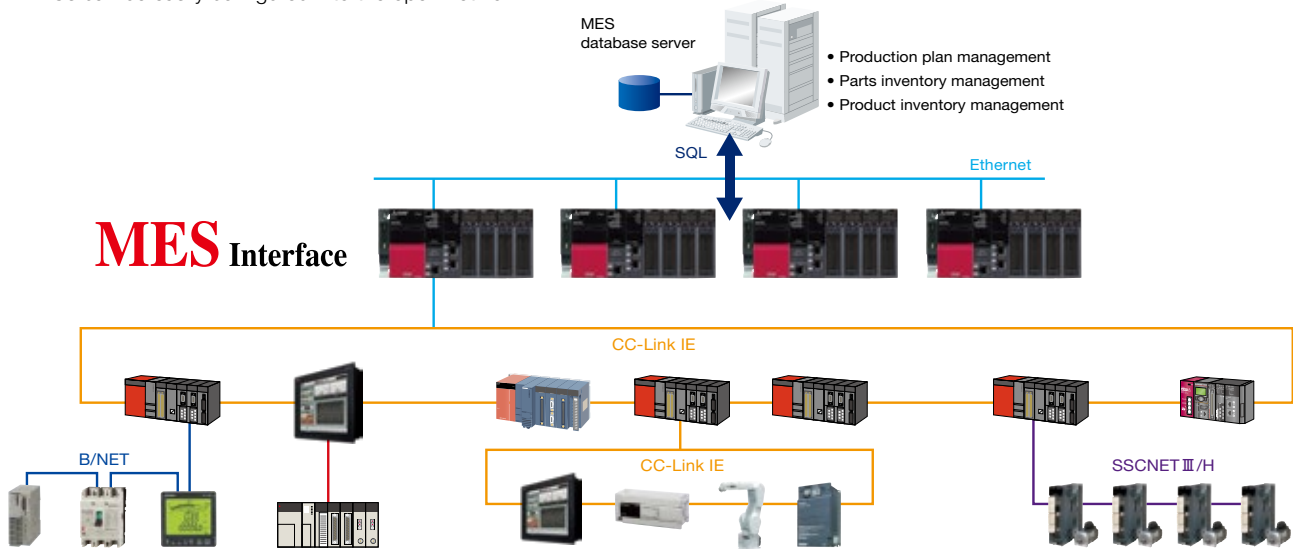 MES
database server
• Production plan management
• Parts inventory management
• Product inventory management
SQL
Ethernet
MES Interface
CC-Link IE
B/NET
CC-Link IE
SSCNETⅢ/H